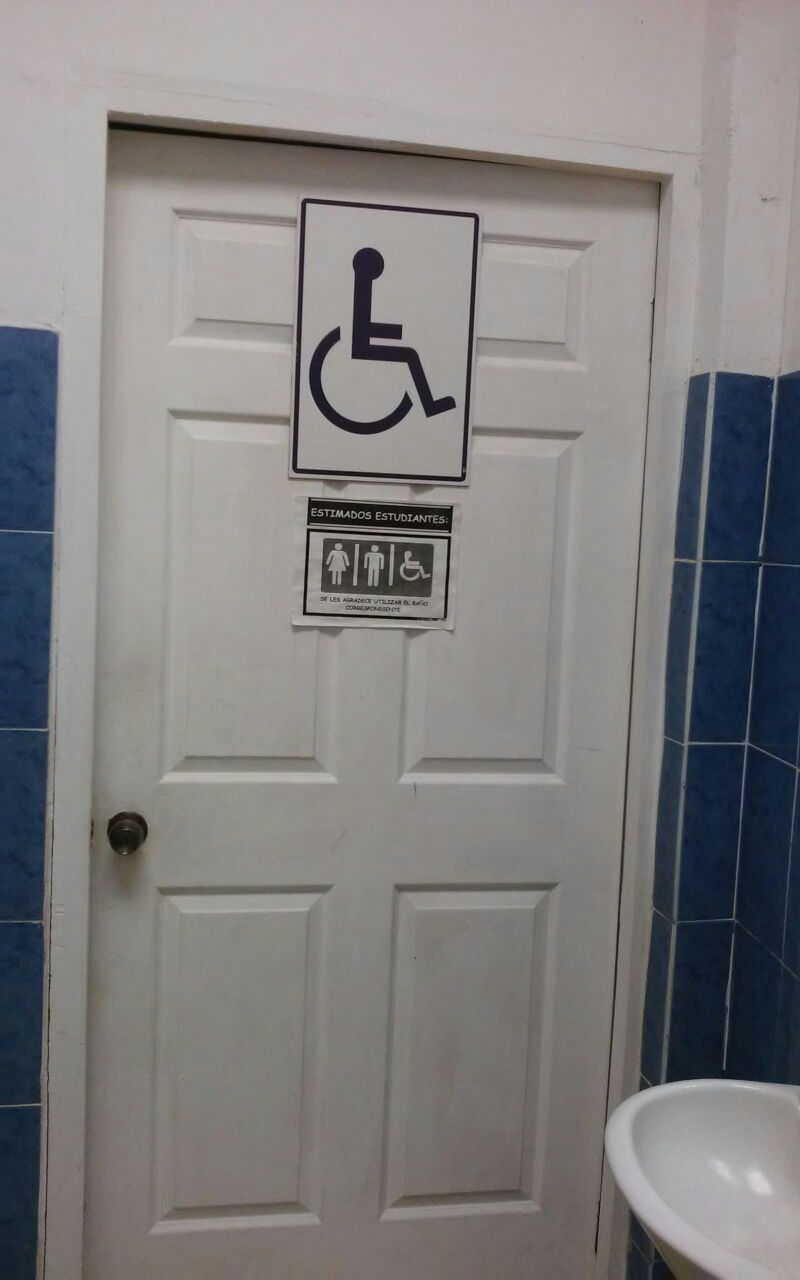 ESTIMADOS ESTUDIANTES:
SE LES AGRADECE UTILIZAR EL BAÑO
CORRESPONDIENTE